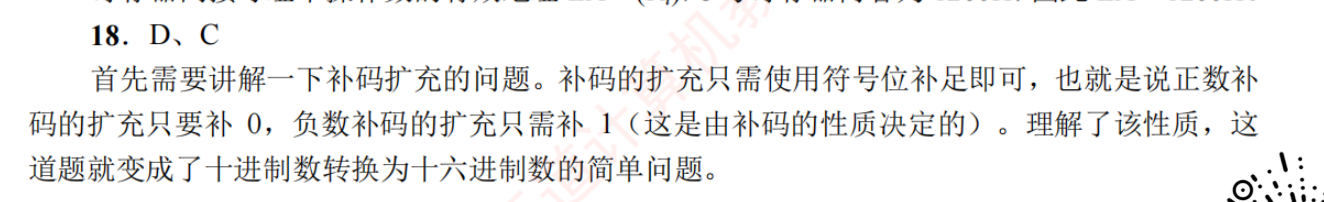 18. D、C
首先需要讲解一下补码扩充的问题。补码的扩充只需使用符号位补足即可，也就是说正数补
码的扩充只要补 0，负数补码的扩充只需补 1（这是由补码的性质决定的）。理解了该性质，这
道题就变成了十进制数转换为十六进制数的简单问题。
道计算机教